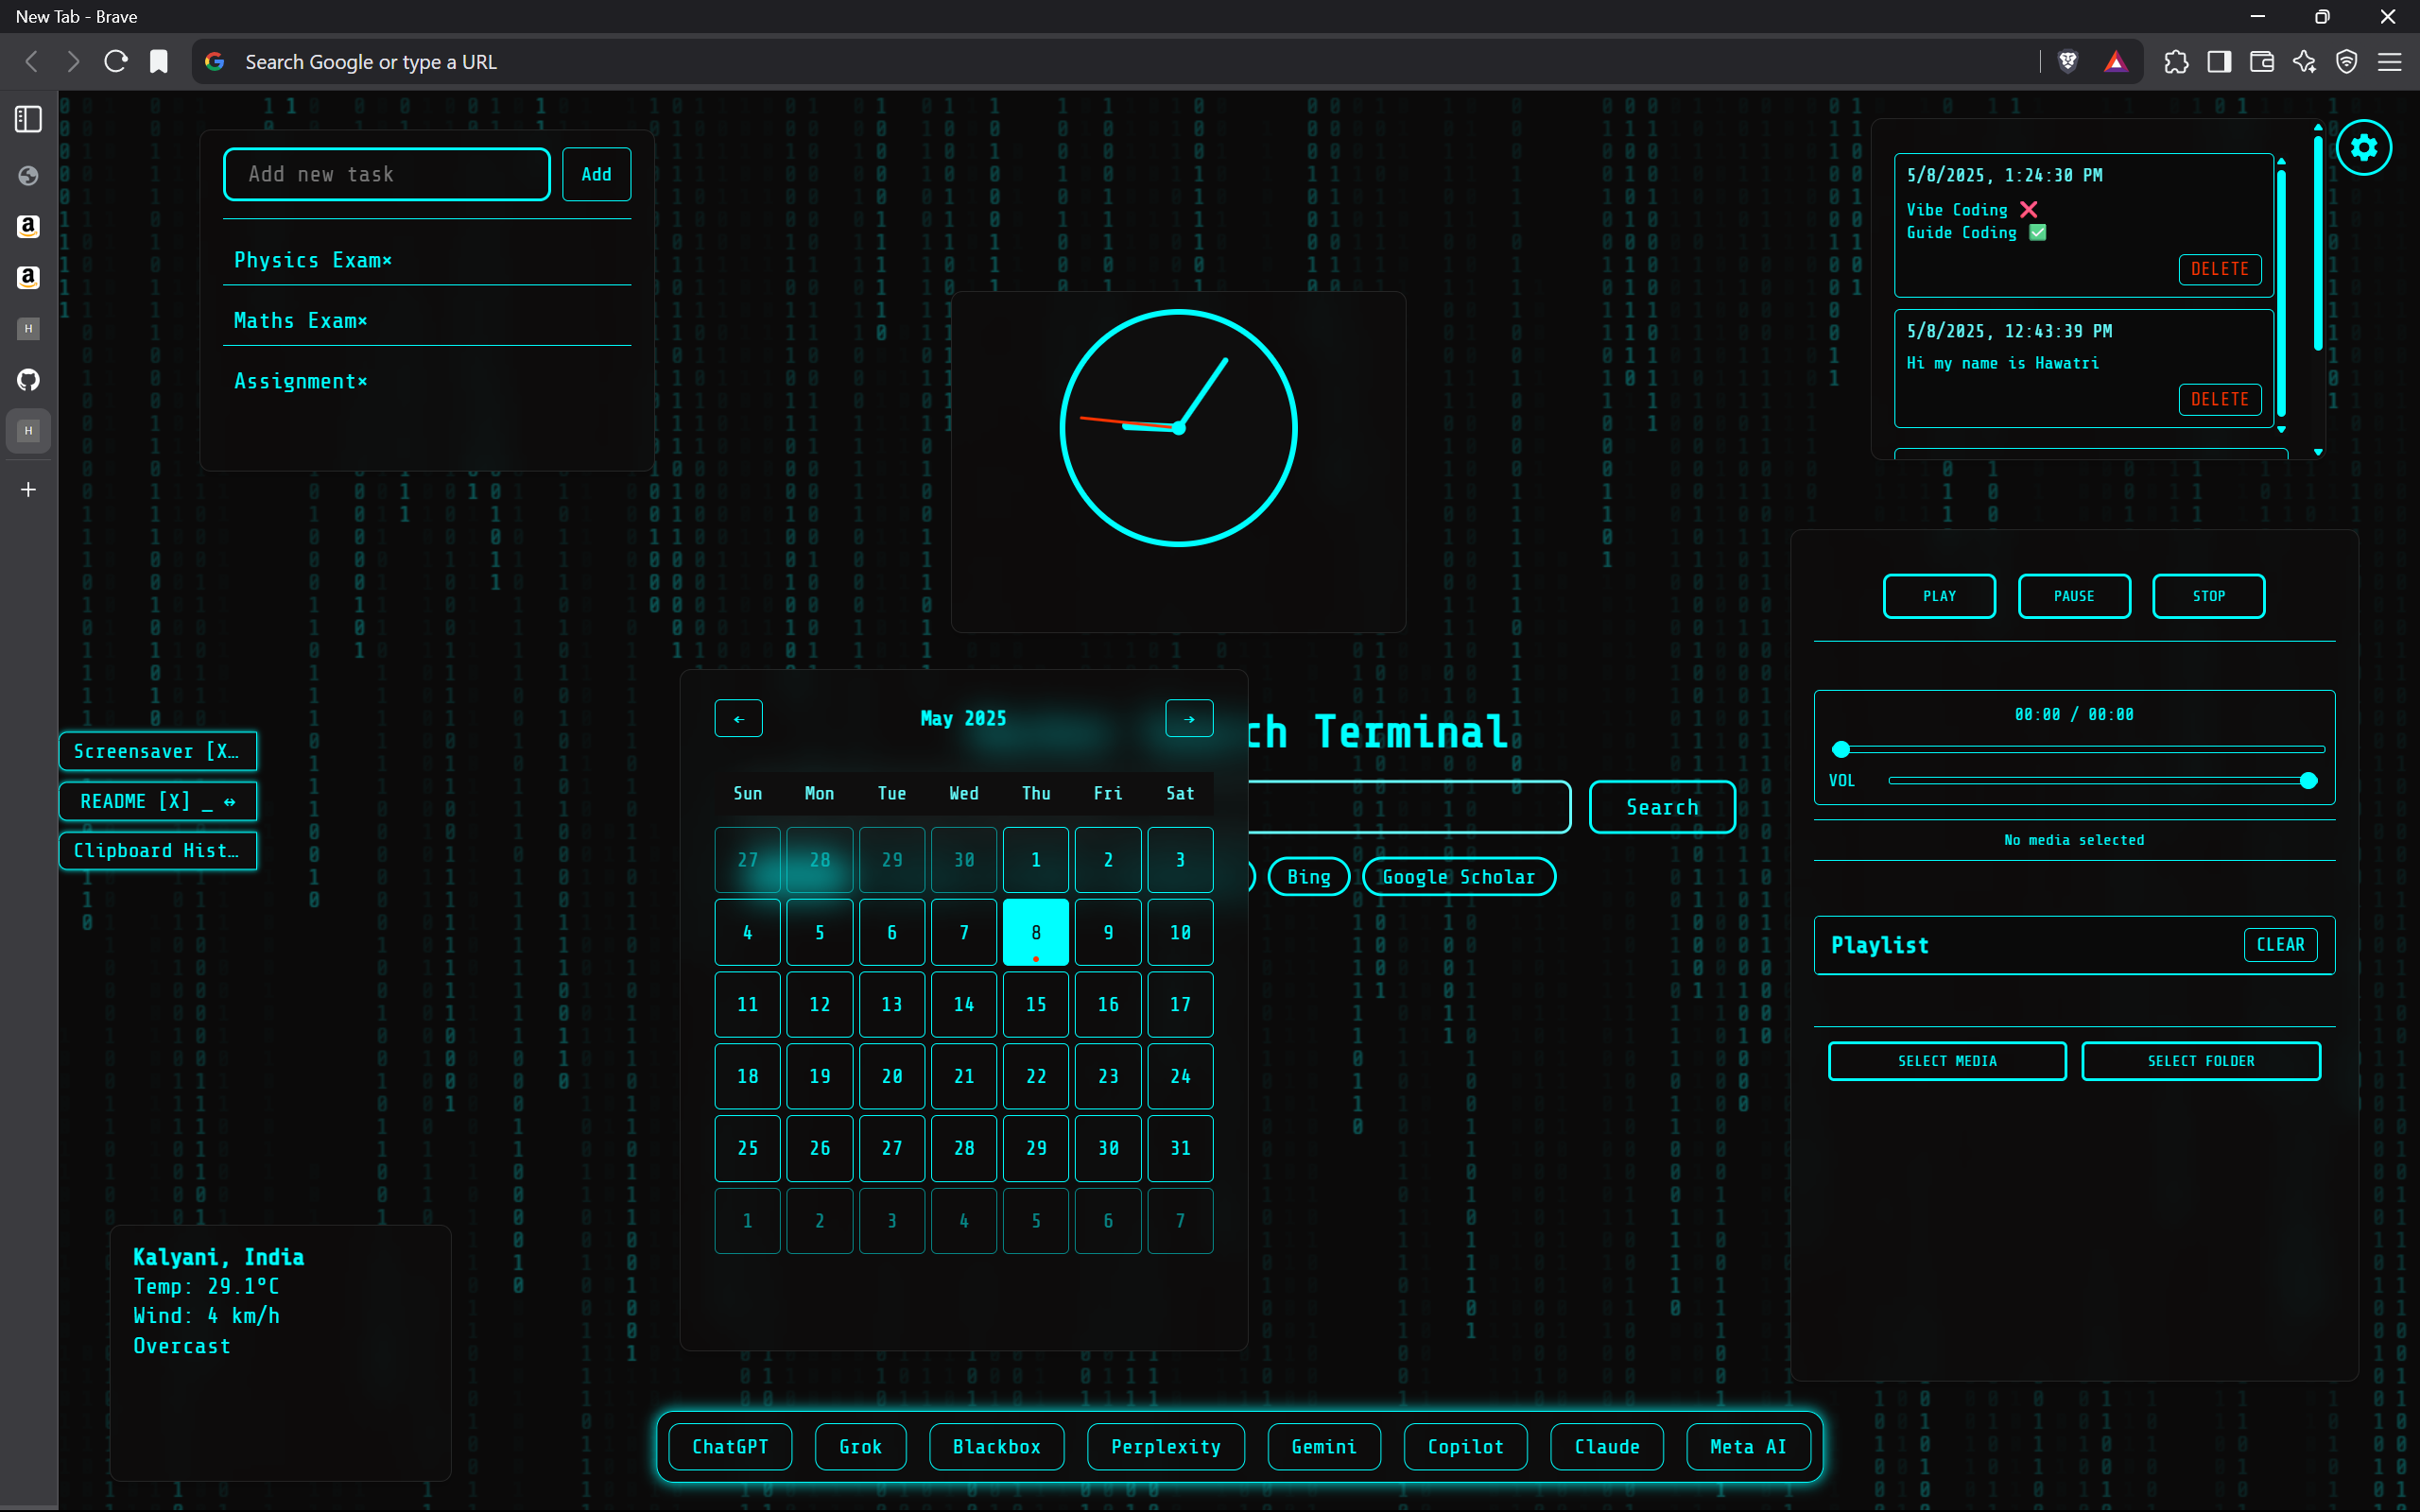 New Tab - Brave
Search Google or type a URL
Add new task
Add
Physics Exam×
Maths Exam×
Assignment×
5/8/2025, 1:24:30 PM
Vibe Coding ❌
Guide Coding ✅
DELETE
5/8/2025, 12:43:39 PM
Hi my name is Hawatri
DELETE
PLAY PAUSE STOP
00:00 / 00:00
VOL
No media selected
Playlist CLEAR
SELECT MEDIA SELECT FOLDER
Screensaver [X…
README [X] _ ↔
Clipboard Hist…
← May 2025 →
Sun Mon Tue Wed Thu Fri Sat
27 28 29 30 1 2 3
4 5 6 7 8 9 10
11 12 13 14 15 16 17
18 19 20 21 22 23 24
25 26 27 28 29 30 31
1 2 3 4 5 6 7
ch Terminal
Search
Bing Google Scholar
Kalyani, India
Temp: 29.1°C
Wind: 4 km/h
Overcast
ChatGPT Grok Blackbox Perplexity Gemini Copilot Claude Meta AI